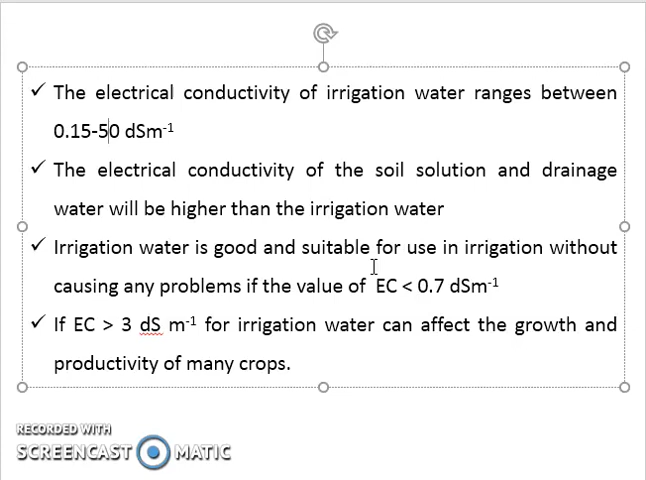 ✓ The electrical conductivity of irrigation water ranges between
0.15-50 dSm⁻¹
✓ The electrical conductivity of the soil solution and drainage
water will be higher than the irrigation water
✓ Irrigation water is good and suitable for use in irrigation without
causing any problems if the value of EC < 0.7 dSm⁻¹
✓ If EC > 3 dS m⁻¹ for irrigation water can affect the growth and
productivity of many crops.
RECORDED WITH
SCREENCAST MATIC